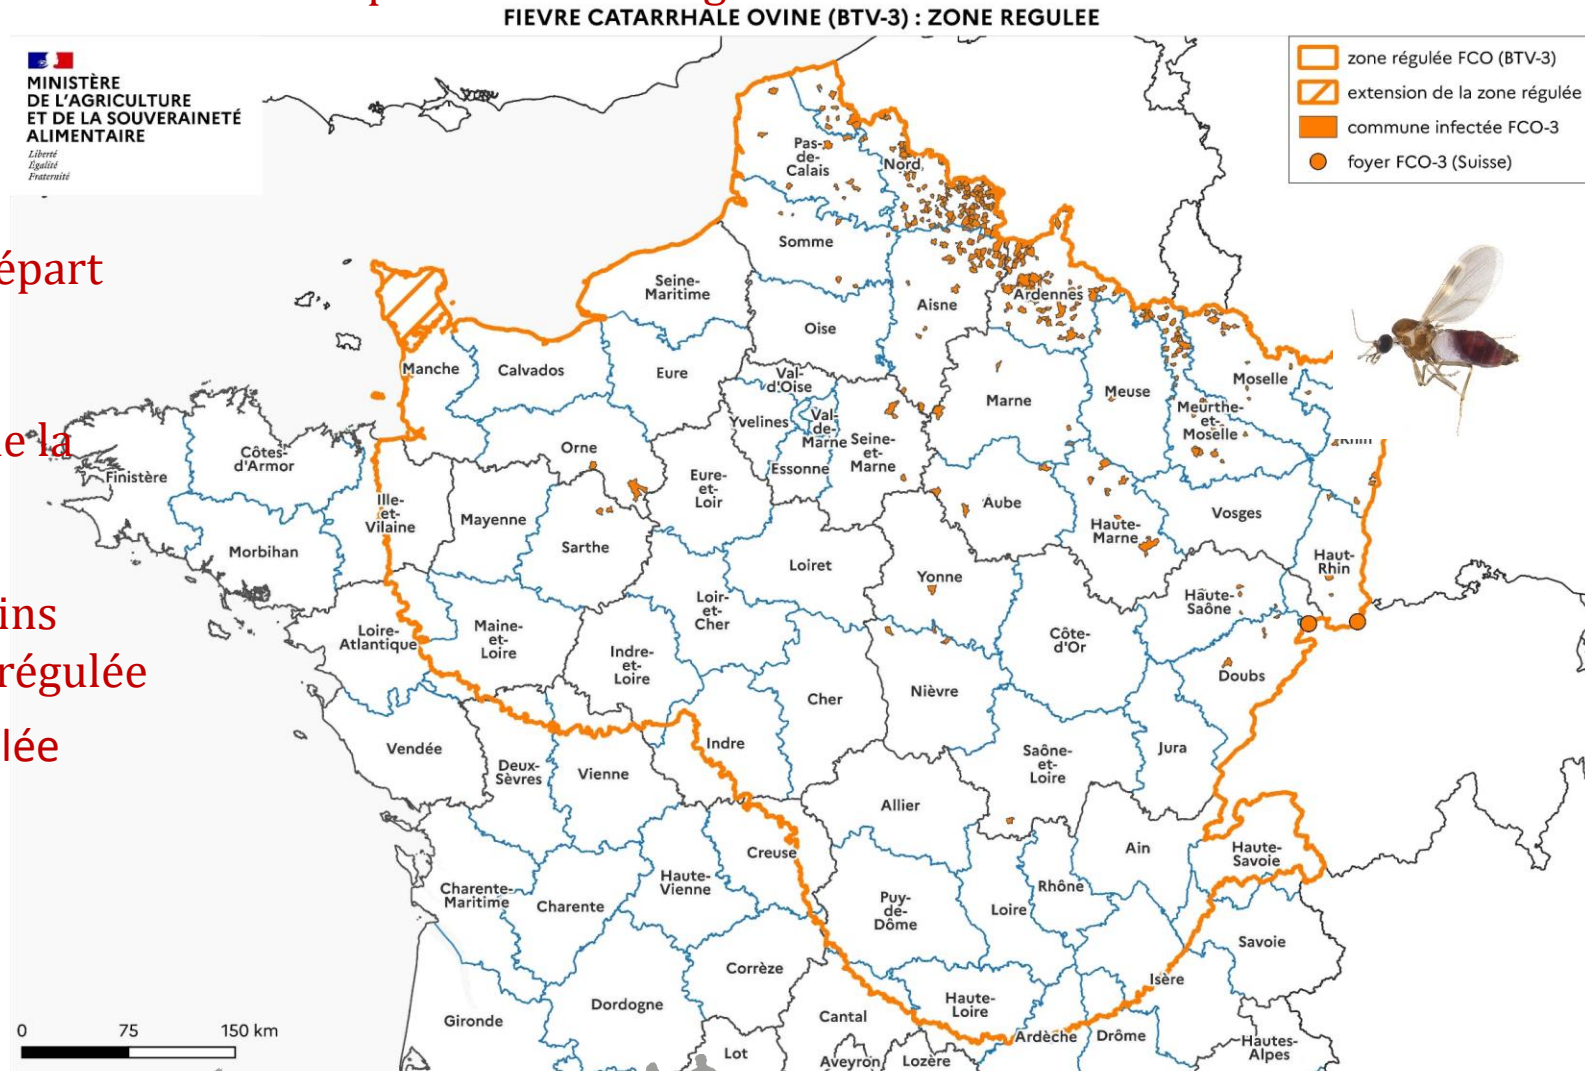 FIEVRE CATARRHALE OVINE (BTV-3) : ZONE REGULEE
MINISTÈRE
DE L'AGRICULTURE
ET DE LA SOUVERAINETÉ
ALIMENTAIRE
Liberté
Égalité
Fraternité
zone régulée FCO (BTV-3)
extension de la zone régulée
commune infectée FCO-3
foyer FCO-3 (Suisse)
épart
e la
ins
régulée
lée
Pas-
de-
Calais
Nord
Somme
Seine-
Maritime
Aisne
Ardennes
Oise
Manche
Calvados
Eure
Val-
d'Oise
Marne
Meuse
Moselle
Meurthe-
et-
Moselle
Rhin
Yvelines
Val-
de-
Marne
Seine-
et-
Marne
Essonne
Côtes-
d'Armor
Finistère
Orne
Eure-
et-
Loir
Aube
Haute-
Marne
Vosges
Ille-
et-
Vilaine
Mayenne
Sarthe
Morbihan
Loiret
Yonne
Haut-
Rhin
Haute-
Saône
Loir-
et-
Cher
Loire-
Atlantique
Maine-
et-
Loire
Indre-
et-
Loire
Côte-
d'Or
Doubs
Cher
Nièvre
Vendée
Deux-
Sèvres
Vienne
Indre
Saône-
et-
Loire
Jura
Allier
Creuse
Ain
Haute-
Savoie
Charente-
Maritime
Charente
Haute-
Vienne
Puy-
de-
Dôme
Loire
Rhône
Savoie
Corrèze
Isère
Dordogne
Haute-
Loire
Gironde
Cantal
Ardèche
Drôme
Lot
Aveyron
Lozère
Hautes-
Alpes
0 75 150 km